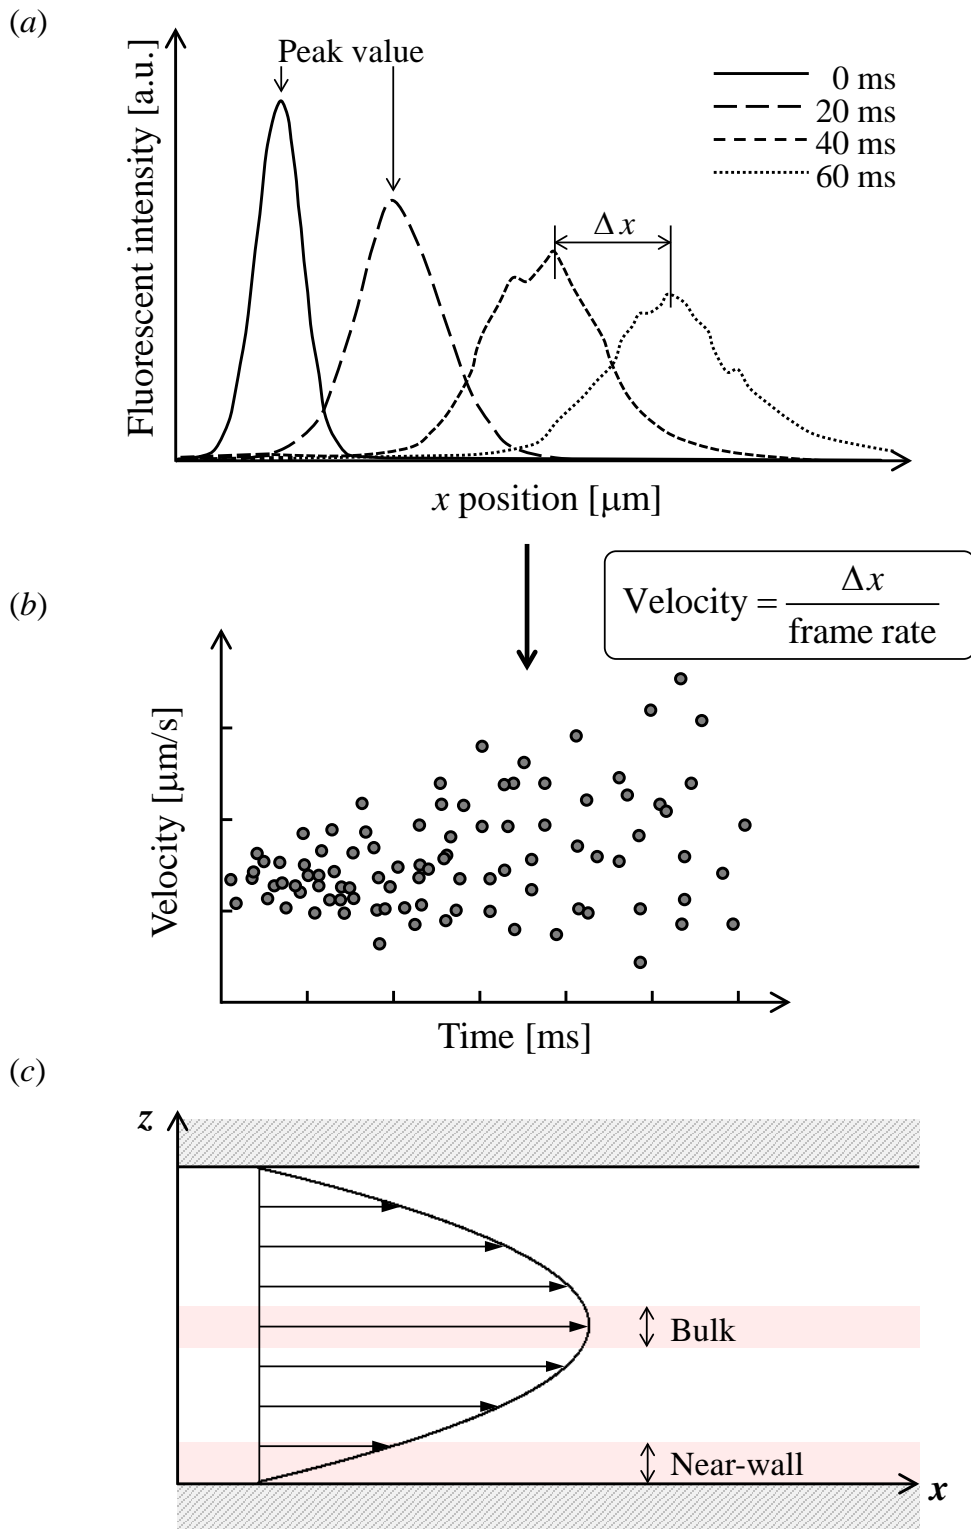 (a)
Peak value
0 ms
20 ms
40 ms
60 ms
Δx
Fluorescent intensity [a.u.]
x position [μm]
Velocity = Δx / frame rate
(b)
Velocity [μm/s]
Time [ms]
(c)
z
Bulk
Near-wall
x